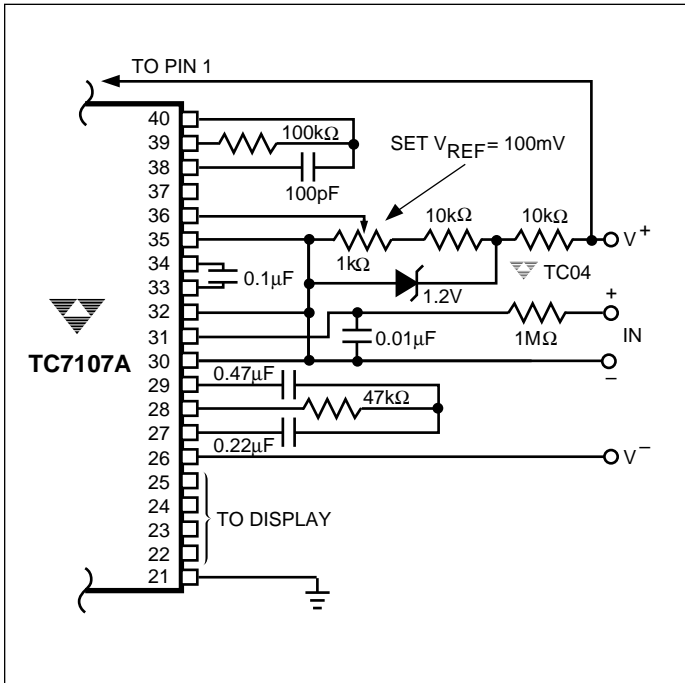 TO PIN 1
40
39
38
37
36
35
34
33
32
31
30
29
28
27
26
25
24
23
22
21
TC7107A
100kΩ
100pF
SET VREF = 100mV
10kΩ
10kΩ
V+
1kΩ
TC04
0.1µF
1.2V
+
IN
–
0.01µF
1MΩ
0.47µF
47kΩ
0.22µF
V–
TO DISPLAY